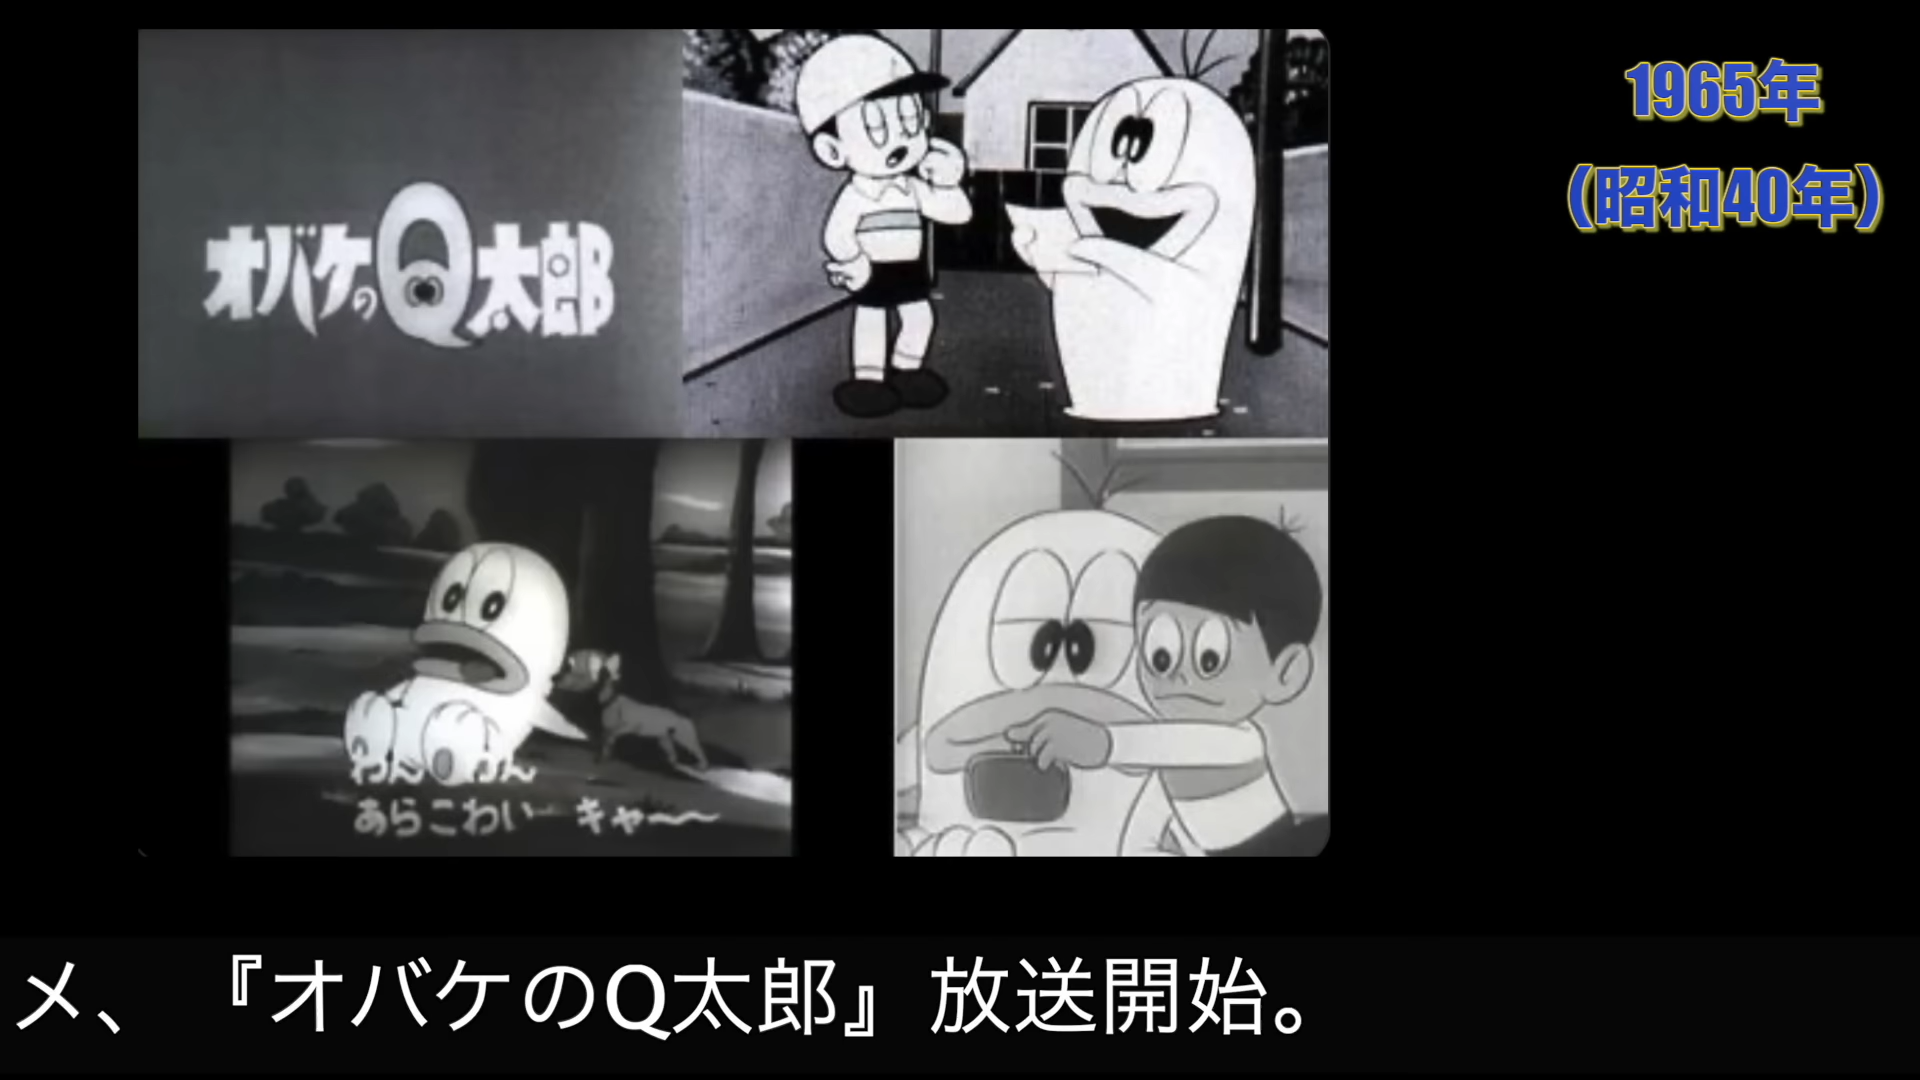 1965年
(昭和40年)
オバケのQ太郎
わん わん
あらこわい キャー〜
メ、『オバケのQ太郎』放送開始。